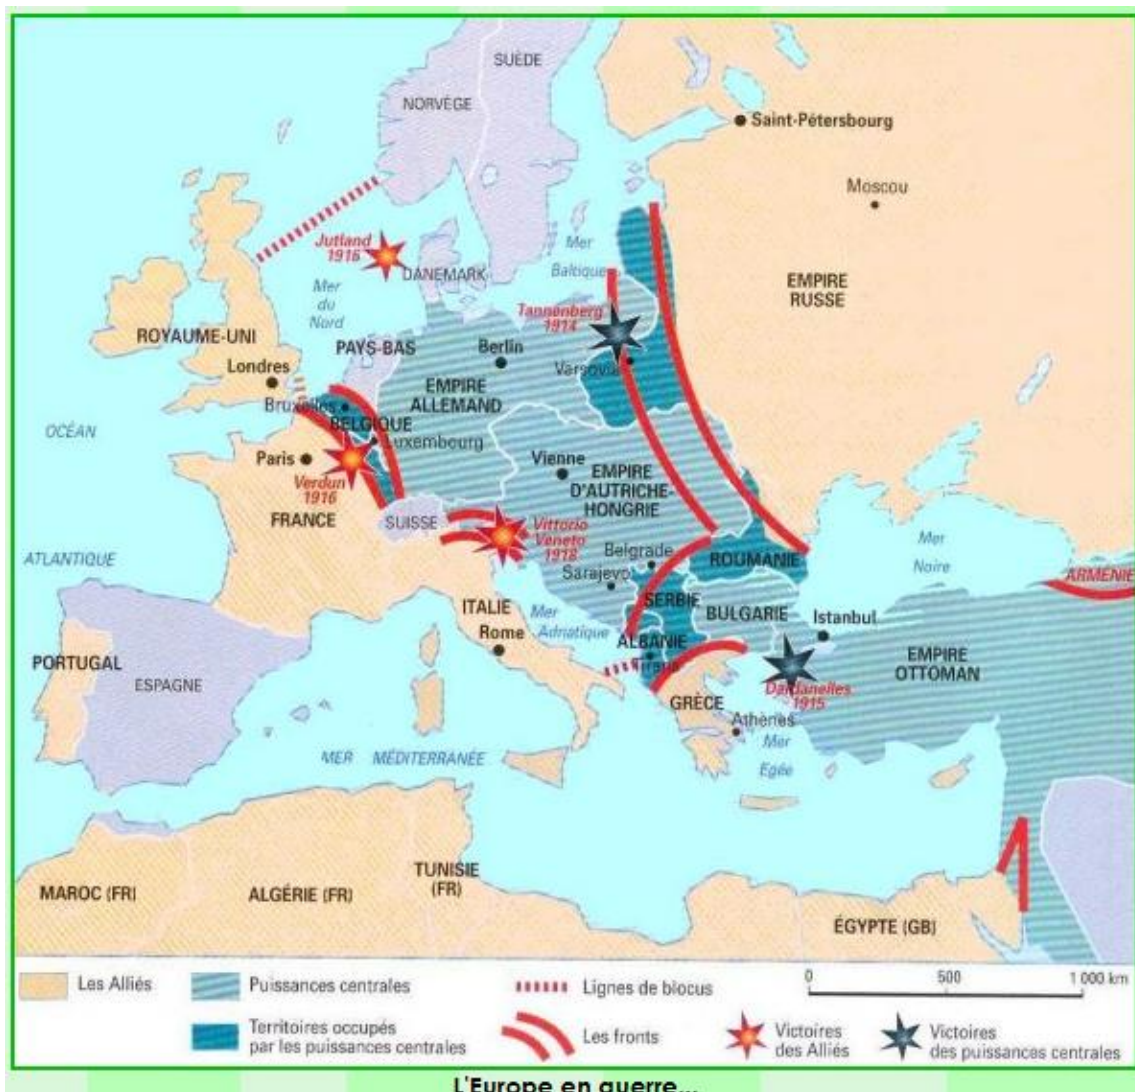 SUÈDE
NORVÈGE
Saint-Pétersbourg
Moscou
Jutland
1916
Mer
Baltique
DANEMARK
EMPIRE
RUSSE
Mer
du
Nord
Tannenberg
1914
ROYAUME-UNI
PAYS-BAS
Berlin
Varsovie
Londres
EMPIRE
ALLEMAND
Bruxelles
BELGIQUE
OCÉAN
Luxembourg
Paris
Vienne
EMPIRE
D'AUTRICHE-
HONGRIE
Verdun
1916
FRANCE
SUISSE
Vittorio
Veneto
1918
ATLANTIQUE
Belgrade
ROUMANIE
Mer
Noire
Sarajevo
ARMÉNIE
SERBIE
BULGARIE
Istanbul
ITALIE
Mer
Adriatique
Rome
ALBANIE
Tirana
EMPIRE
OTTOMAN
PORTUGAL
ESPAGNE
GRÈCE
Dardanelles
1915
Athènes
Mer
Egée
MER MÉDITERRANÉE
MAROC (FR)
ALGÉRIE (FR)
TUNISIE
(FR)
ÉGYPTE (GB)
Les Alliés
Puissances centrales
Lignes de blocus
0 500 1 000 km
Territoires occupés
par les puissances centrales
Les fronts
Victoires
des Alliés
Victoires
des puissances centrales
L'Europe en guerre...